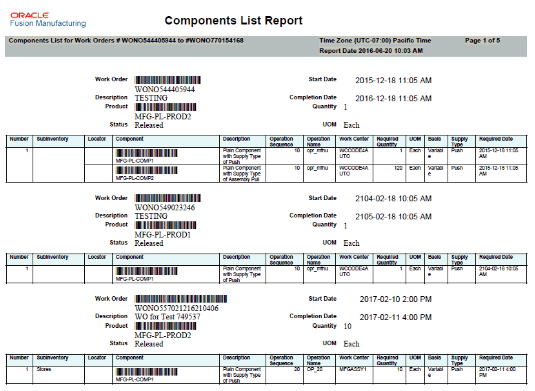 ORACLE
Fusion Manufacturing
Components List Report
Components List for Work Orders # WONO544405944 to #WONO770154168 Time Zone (UTC-07:00) Pacific Time Page 1 of 5
Report Date 2016-06-20 10:03 AM
Work Order Start Date 2015-12-18 11:05 AM
WONO544405944
Description TESTING Completion Date 2016-12-18 11:05 AM
Product Quantity 1
MFG-PL-PROD2
Status Released UOM Each
Number Subinventory Locator Component Description Operation Sequence Operation Name Work Center Required Quantity UOM Basis Supply Type Required Date
1 MFG-PL-COMP1 Plain Component with Supply Type of Push 10 opr_mfhu WCCODE4AUTO 1 Each Variable Push 2015-12-18 11:05 AM
MFG-PL-COMP2 Plain Component with Supply Type of Assembly Pull 10 opr_mfhu WCCODE4AUTO 120 Each Variable Push 2015-12-18 11:05 AM
Work Order Start Date 2104-02-18 10:05 AM
WONO549023246
Description TESTING Completion Date 2105-02-18 10:05 AM
Product Quantity 1
MFG-PL-PROD1
Status Released UOM Each
Number Subinventory Locator Component Description Operation Sequence Operation Name Work Center Required Quantity UOM Basis Supply Type Required Date
1 MFG-PL-COMP1 Plain Component with Supply Type of Push 10 opr_mfhu WCCODE4AUTO 1 Each Variable Push 2104-02-18 10:05 AM
Work Order Start Date 2017-02-10 2:00 PM
WONO557021216210406
Description WO for Test 749537 Completion Date 2017-02-11 4:00 PM
Product Quantity 10
MFG-PL-PROD2
Status Released UOM Each
Number Subinventory Locator Component Description Operation Sequence Operation Name Work Center Required Quantity UOM Basis Supply Type Required Date
1 Stores MFG-PL-COMP1 Plain Component with Supply Type of Push 20 OP_20 MFGASSY1 10 Each Variable Push 2017-02-11 4:00